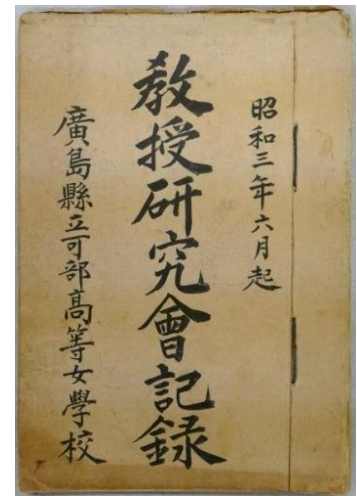 昭和三年六月起
教授研究會記録
廣島縣立可部高等女學校